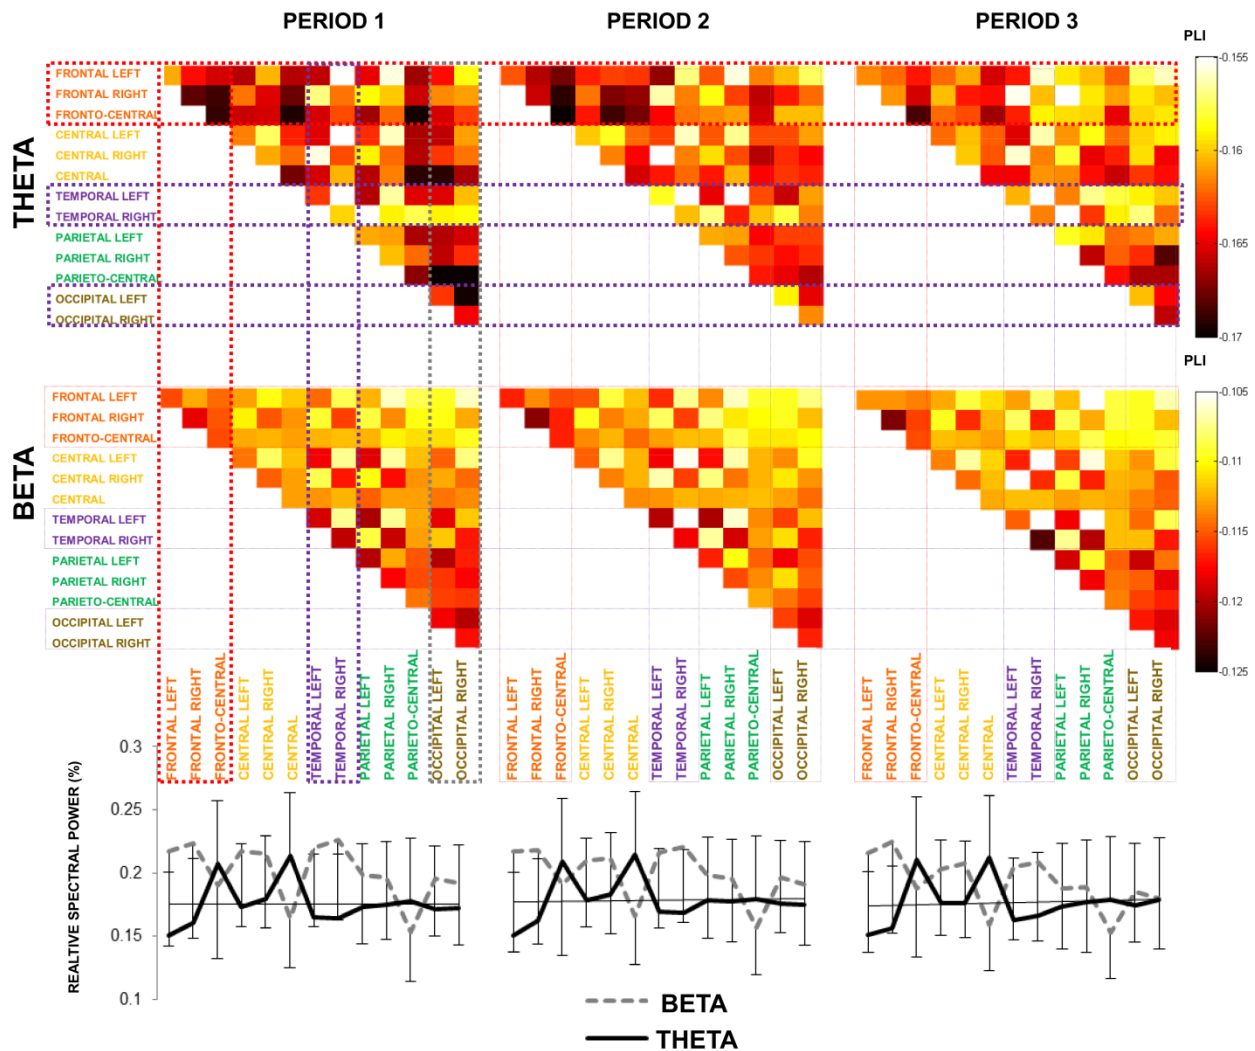 PERIOD 1
PERIOD 2
PERIOD 3
PLI
THETA
FRONTAL LEFT
FRONTAL RIGHT
FRONTO-CENTRAL
CENTRAL LEFT
CENTRAL RIGHT
CENTRAL
TEMPORAL LEFT
TEMPORAL RIGHT
PARIETAL LEFT
PARIETAL RIGHT
PARIETO-CENTRAL
OCCIPITAL LEFT
OCCIPITAL RIGHT
-0.155
-0.16
-0.165
-0.17
PLI
BETA
FRONTAL LEFT
FRONTAL RIGHT
FRONTO-CENTRAL
CENTRAL LEFT
CENTRAL RIGHT
CENTRAL
TEMPORAL LEFT
TEMPORAL RIGHT
PARIETAL LEFT
PARIETAL RIGHT
PARIETO-CENTRAL
OCCIPITAL LEFT
OCCIPITAL RIGHT
-0.105
-0.11
-0.115
-0.12
-0.125
FRONTAL LEFT
FRONTAL RIGHT
FRONTO-CENTRAL
CENTRAL LEFT
CENTRAL RIGHT
CENTRAL
TEMPORAL LEFT
TEMPORAL RIGHT
PARIETAL LEFT
PARIETAL RIGHT
PARIETO-CENTRAL
OCCIPITAL LEFT
OCCIPITAL RIGHT
FRONTAL LEFT
FRONTAL RIGHT
FRONTO-CENTRAL
CENTRAL LEFT
CENTRAL RIGHT
CENTRAL
TEMPORAL LEFT
TEMPORAL RIGHT
PARIETAL LEFT
PARIETAL RIGHT
PARIETO-CENTRAL
OCCIPITAL LEFT
OCCIPITAL RIGHT
FRONTAL LEFT
FRONTAL RIGHT
FRONTO-CENTRAL
CENTRAL LEFT
CENTRAL RIGHT
CENTRAL
TEMPORAL LEFT
TEMPORAL RIGHT
PARIETAL LEFT
PARIETAL RIGHT
PARIETO-CENTRAL
OCCIPITAL LEFT
OCCIPITAL RIGHT
REALTIVE SPECTRAL POWER (%)
0.3
0.25
0.2
0.15
0.1
BETA
THETA